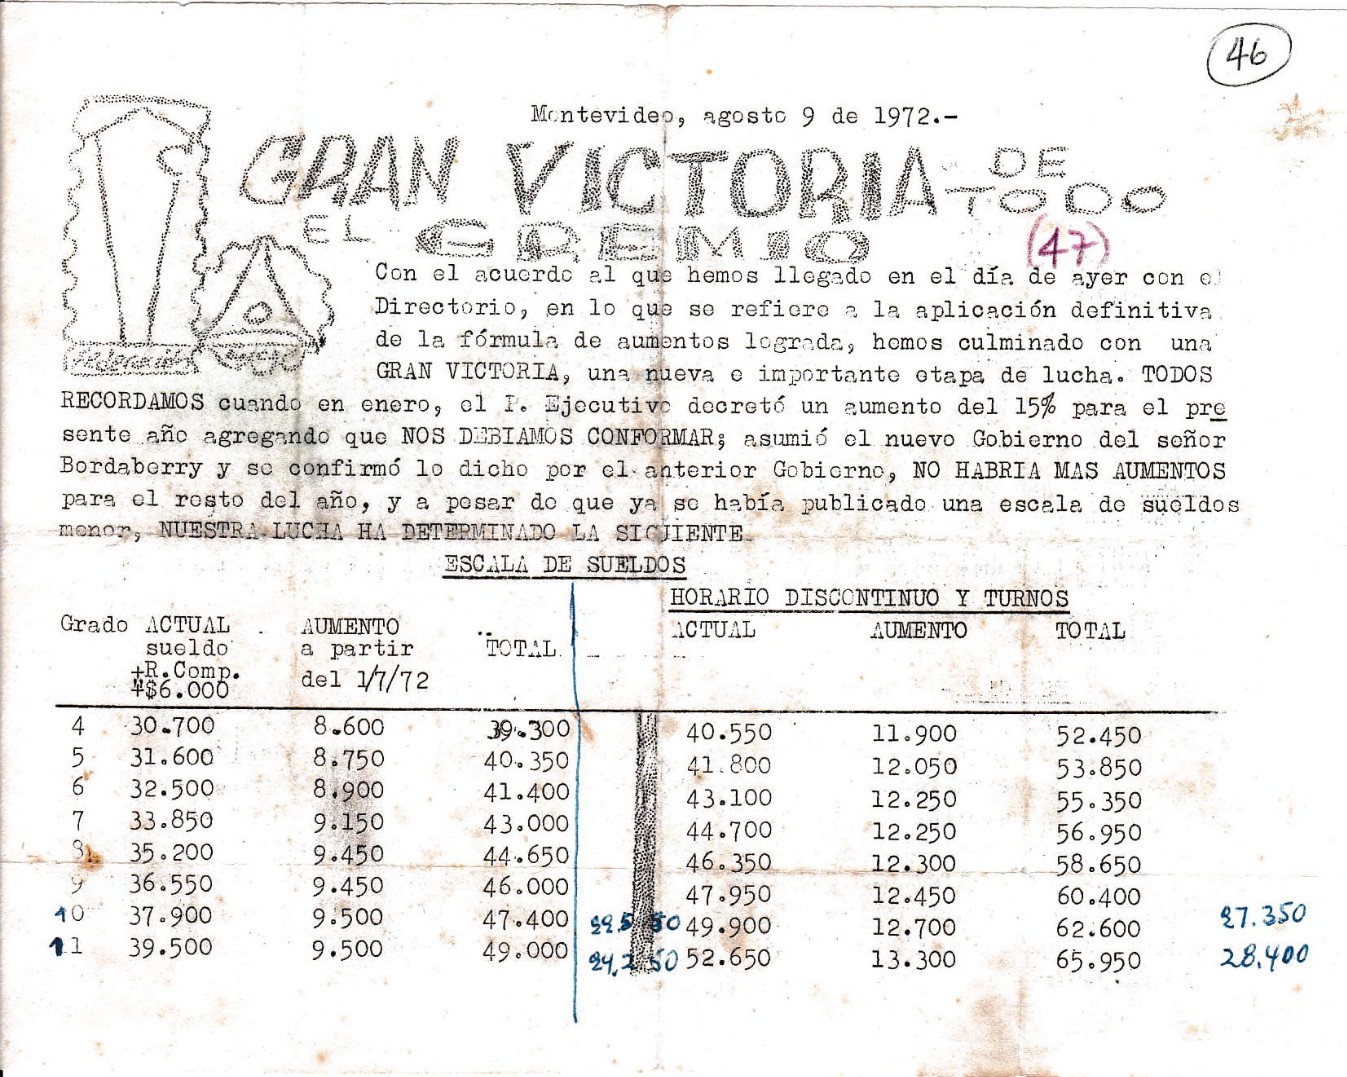 46
Montevideo, agosto 9 de 1972.-
GRAN VICTORIA DE TODO
EL GREMIO
(47)
Con el acuerdo al que hemos llegado en el día de ayer con el
Directorio, en lo que se refiere a la aplicación definitiva
de la fórmula de aumentos lograda, hemos culminado con una
GRAN VICTORIA, una nueva e importante etapa de lucha. TODOS
RECORDAMOS cuando en enero, el P. Ejecutivo decretó un aumento del 15% para el pre
sente año agregando que NOS DEBIAMOS CONFORMAR; asumió el nuevo Gobierno del señor
Bordaberry y se confirmó lo dicho por el anterior Gobierno, NO HABRIA MAS AUMENTOS
para el resto del año, y a pesar de que ya se había publicado una escala de sueldos
menor, NUESTRA LUCHA HA DETERMINADO LA SIGUIENTE
ESCALA DE SUELDOS
HORARIO DISCONTINUO Y TURNOS
Grado ACTUAL AUMENTO TOTAL ACTUAL AUMENTO TOTAL
sueldo a partir
+R.Comp. del 1/7/72
+$6.000
4 30.700 8.600 39.300 40.550 11.900 52.450
5 31.600 8.750 40.350 41.800 12.050 53.850
6 32.500 8.900 41.400 43.100 12.250 55.350
7 33.850 9.150 43.000 44.700 12.250 56.950
8 35.200 9.450 44.650 46.350 12.300 58.650
9 36.550 9.450 46.000 47.950 12.450 60.400
10 37.900 9.500 47.400 49.900 12.700 62.600 27.350
11 39.500 9.500 49.000 52.650 13.300 65.950 28.400